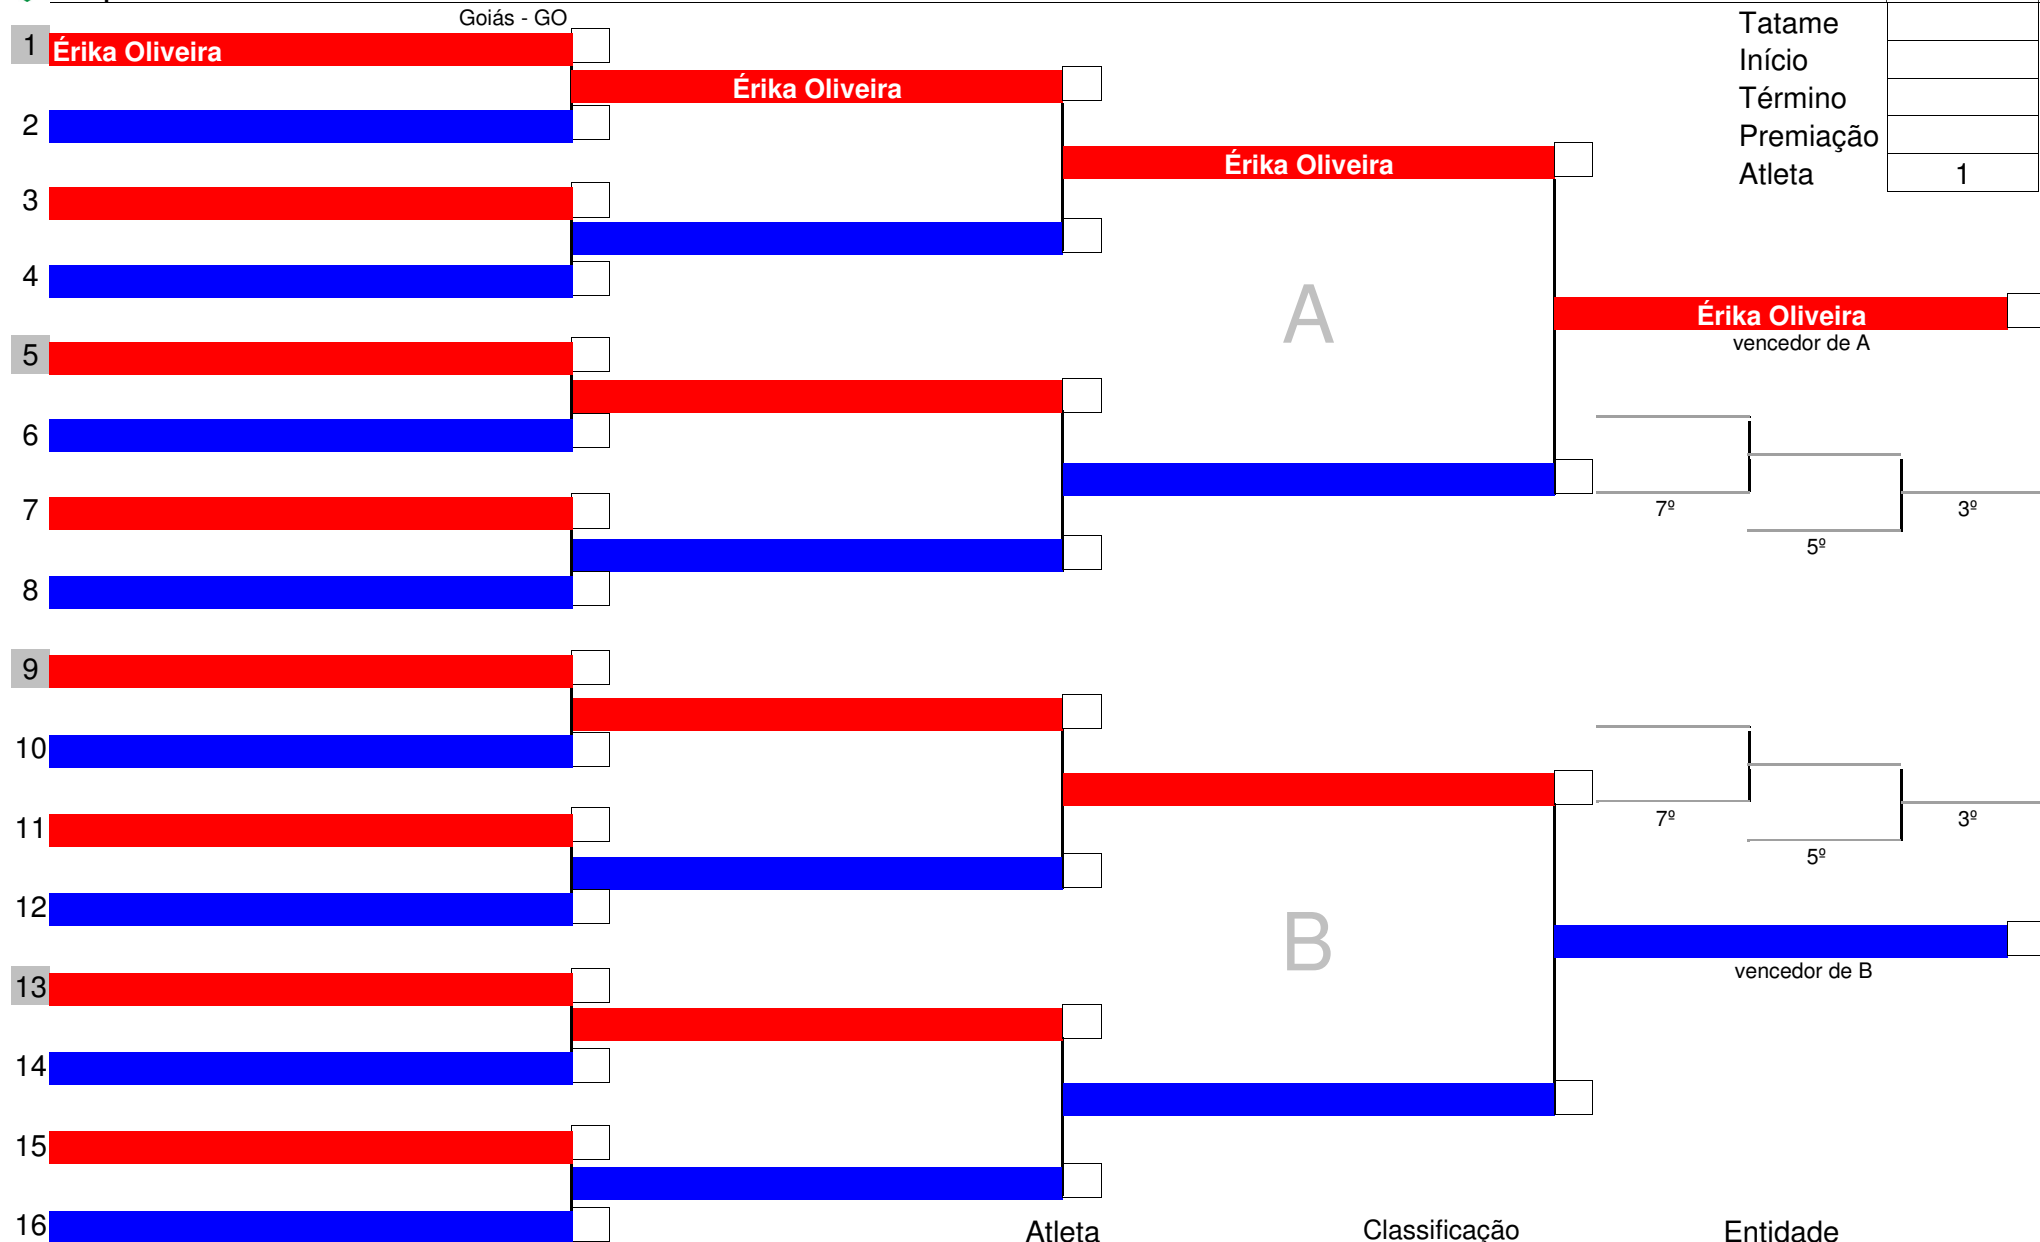 Goiás - GO
Tatame
1 Érika Oliveira
Início
Érika Oliveira
Término
2
Premiação
Érika Oliveira
Atleta 1
3
4
A
Érika Oliveira
vencedor de A
5
6
7
7º
3º
5º
8
9
10
11
7º
3º
5º
12
B
vencedor de B
13
14
15
16
Atleta Classificação Entidade